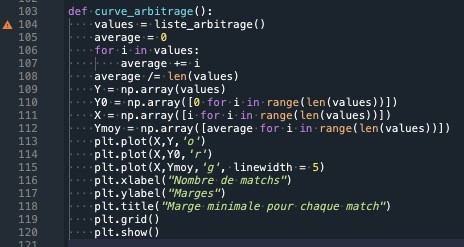 103 def curve_arbitrage():
104 values = liste_arbitrage()
105 average = 0
106 for i in values:
107 average += i
108 average /= len(values)
109 Y = np.array(values)
110 Y0 = np.array([0 for i in range(len(values))])
111 X = np.array([i for i in range(len(values))])
112 Ymoy = np.array([average for i in range(len(values))])
113 plt.plot(X,Y,'o')
114 plt.plot(X,Y0,'r')
115 plt.plot(X,Ymoy,'g', linewidth = 5)
116 plt.xlabel("Nombre de matchs")
117 plt.ylabel("Marges")
118 plt.title("Marge minimale pour chaque match")
119 plt.grid()
120 plt.show()
121